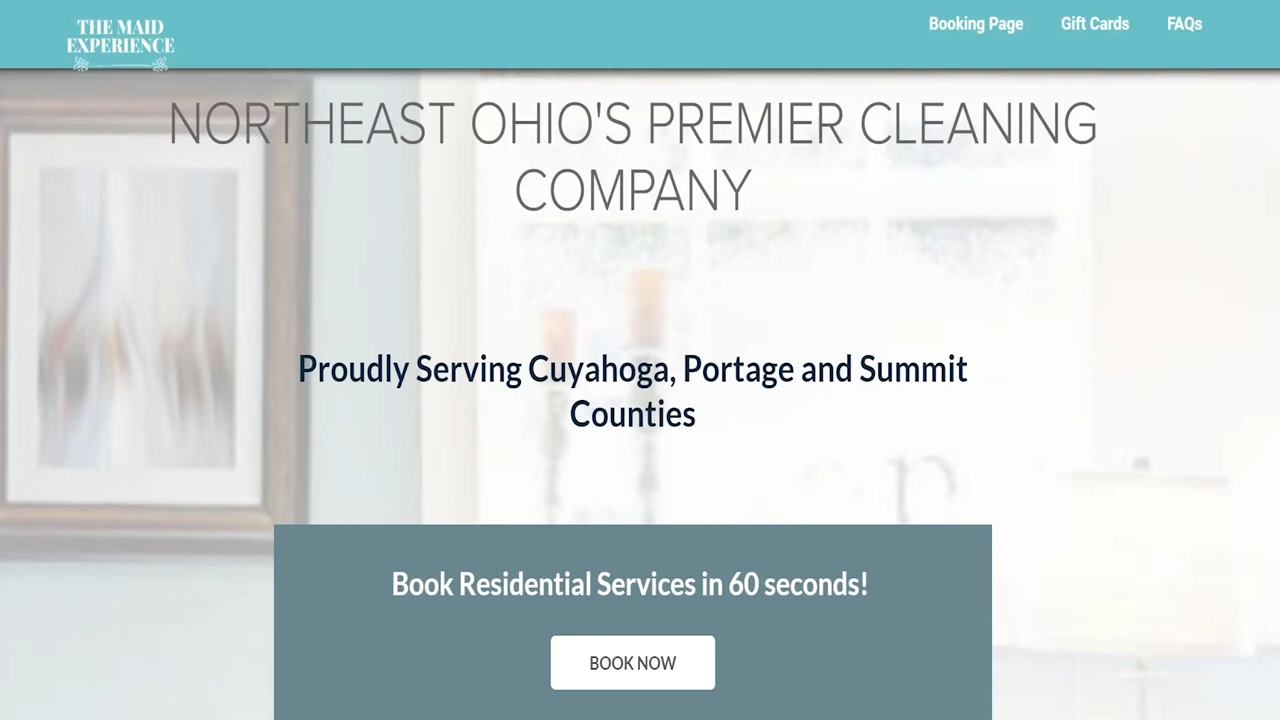 THE MAID
EXPERIENCE
Booking Page
Gift Cards
FAQs
NORTHEAST OHIO'S PREMIER CLEANING
COMPANY
Proudly Serving Cuyahoga, Portage and Summit
Counties
Book Residential Services in 60 seconds!
BOOK NOW